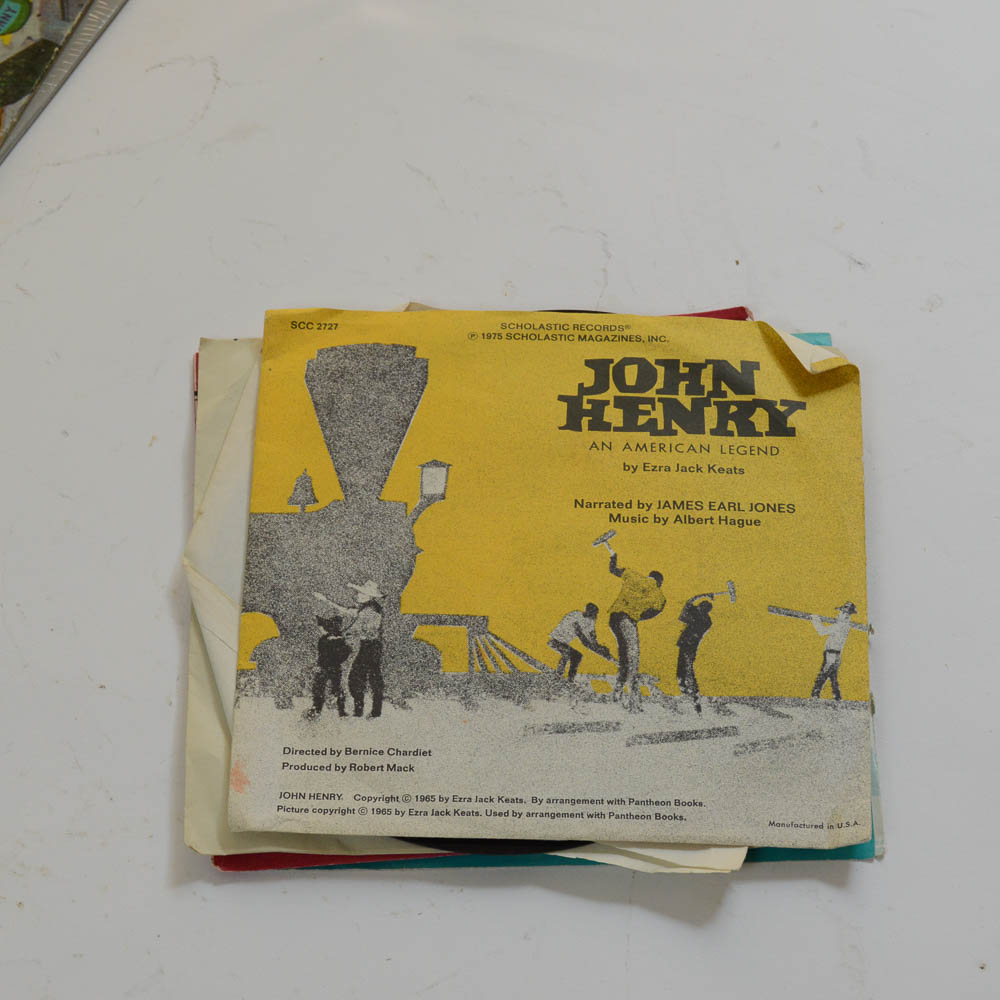 SCC 2727
SCHOLASTIC RECORDS®
Ⓟ 1975 SCHOLASTIC MAGAZINES, INC.
JOHN
HENRY
AN AMERICAN LEGEND
by Ezra Jack Keats
Narrated by JAMES EARL JONES
Music by Albert Hague
Directed by Bernice Chardiet
Produced by Robert Mack
JOHN HENRY. Copyright © 1965 by Ezra Jack Keats. By arrangement with Pantheon Books.
Picture copyright © 1965 by Ezra Jack Keats. Used by arrangement with Pantheon Books.
Manufactured in U.S.A.